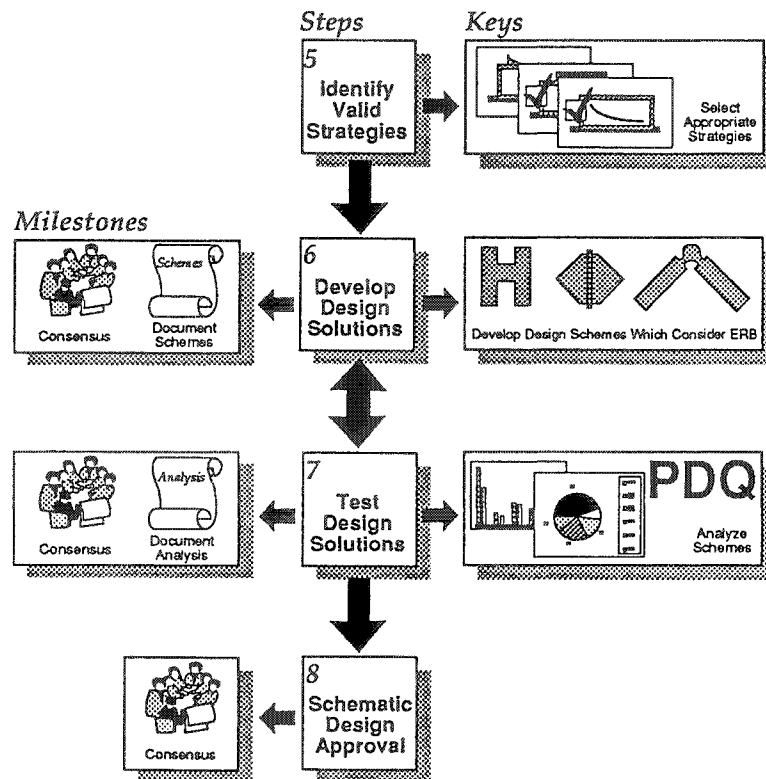 Steps
Keys
5
Identify
Valid
Strategies
Select
Appropriate
Strategies
Milestones
Schemes
Consensus
Document
Schemes
6
Develop
Design
Solutions
Develop Design Schemes Which Consider ERB
Analysis
Consensus
Document
Analysis
7
Test
Design
Solutions
PDQ
Analyze
Schemes
Consensus
8
Schematic
Design
Approval